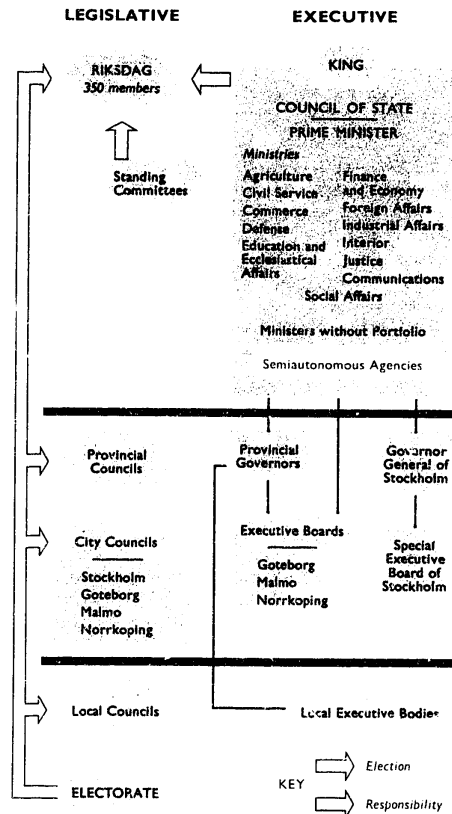 LEGISLATIVE
EXECUTIVE
RIKSDAG
350 members
Standing
Committees
KING
COUNCIL OF STATE
PRIME MINISTER
Ministries
Agriculture
Civil Service
Commerce
Defense
Education and
Ecclesiastical
Affairs
Finance
and Economy
Foreign Affairs
Industrial Affairs
Interior
Justice
Communications
Social Affairs
Ministers without Portfolio
Semiautonomous Agencies
Provincial
Councils
Provincial
Governors
Governor
General of
Stockholm
City Councils
Stockholm
Goteborg
Malmo
Norrkoping
Executive Boards
Goteborg
Malmo
Norrkoping
Special
Executive
Board of
Stockholm
Local Councils
Local Executive Bodies
ELECTORATE
KEY
Election
Responsibility